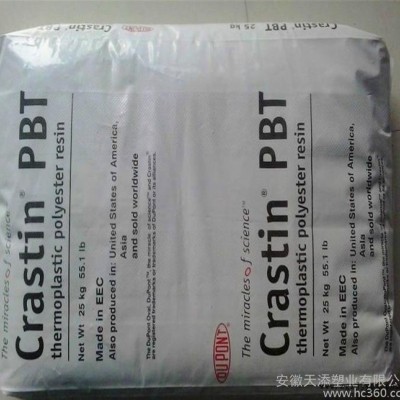 DUPONT
Crastin® PBT 25 kg
The miracles of science™
Crastin® PBT
thermoplastic polyester resin
Net Wt 25 kg 55.1 lb
Made in EEC
Also produced in: United States of America,
Asia
and sold worldwide
The DuPont Oval, DuPont™, The miracles of science™ and Crastin®
are registered trademarks or trademarks of DuPont or its affiliates.
DUPONT
The miracles of science™
Crastin® PBT
thermoplastic polyester resin
Net Wt 25 kg 55.1 lb
Made in EEC
Also produced in: United States of America,
Asia
and sold worldwide
安徽天添塑业有限公
www.hc360.co